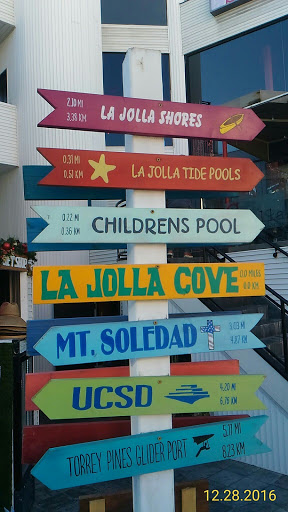 2.10 MI
3.38 KM
LA JOLLA SHORES
0.31 MI
0.51 KM
LA JOLLA TIDE POOLS
0.22 MI
0.36 KM
CHILDRENS POOL
LA JOLLA COVE
0.0 MILES
0.0 KM
MT. SOLEDAD
UCSD
4.20 MI
6.76 KM
TORREY PINES GLIDER PORT
5.11 MI
8.23 KM
12.28.2016